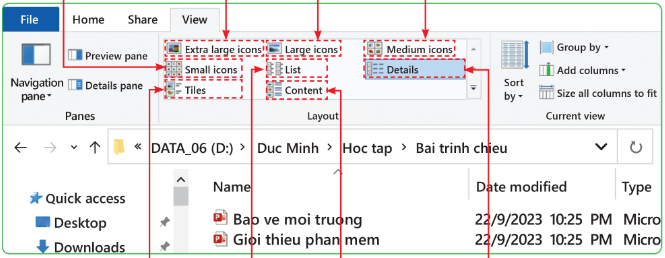 File Home Share View
Extra large icons Large icons Medium icons
Small icons List Details
Tiles Content
Navigation pane
Preview pane
Details pane
Panes
Layout
Sort by
Group by
Add columns
Size all columns to fit
Current view
« DATA_06 (D:) > Duc Minh > Hoc tap > Bai trinh chieu
Quick access
Desktop
Downloads
Name Date modified Type
Bao ve moi truong 22/9/2023 10:25 PM Micro
Gioi thieu phan mem 22/9/2023 10:25 PM Micro